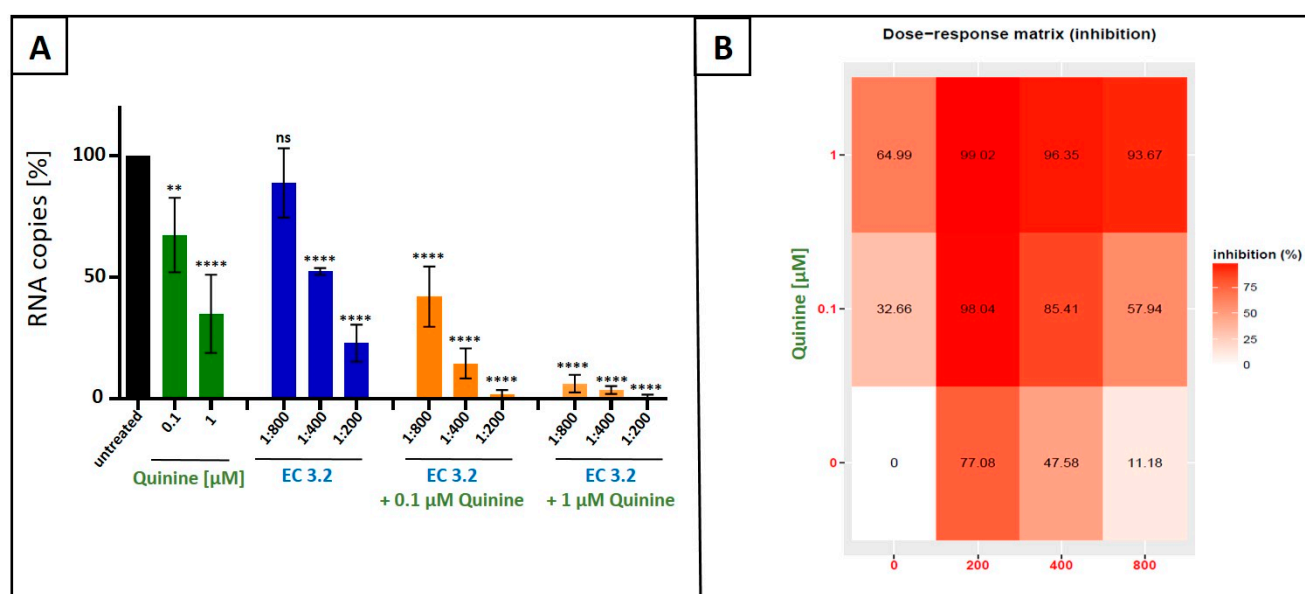 A
RNA copies [%]
100
50
0
**
****
ns
****
****
****
****
****
****
****
****
untreated
0.1
1
1:800
1:400
1:200
1:800
1:400
1:200
1:800
1:400
1:200
Quinine [µM]
EC 3.2
EC 3.2
+ 0.1 µM Quinine
EC 3.2
+ 1 µM Quinine
B
Dose-response matrix (inhibition)
Quinine [µM]
1
64.99 99.02 96.35 93.67
0.1
32.66 98.04 85.41 57.94
0
0 77.08 47.58 11.18
0 200 400 800
inhibition (%)
75
50
25
0